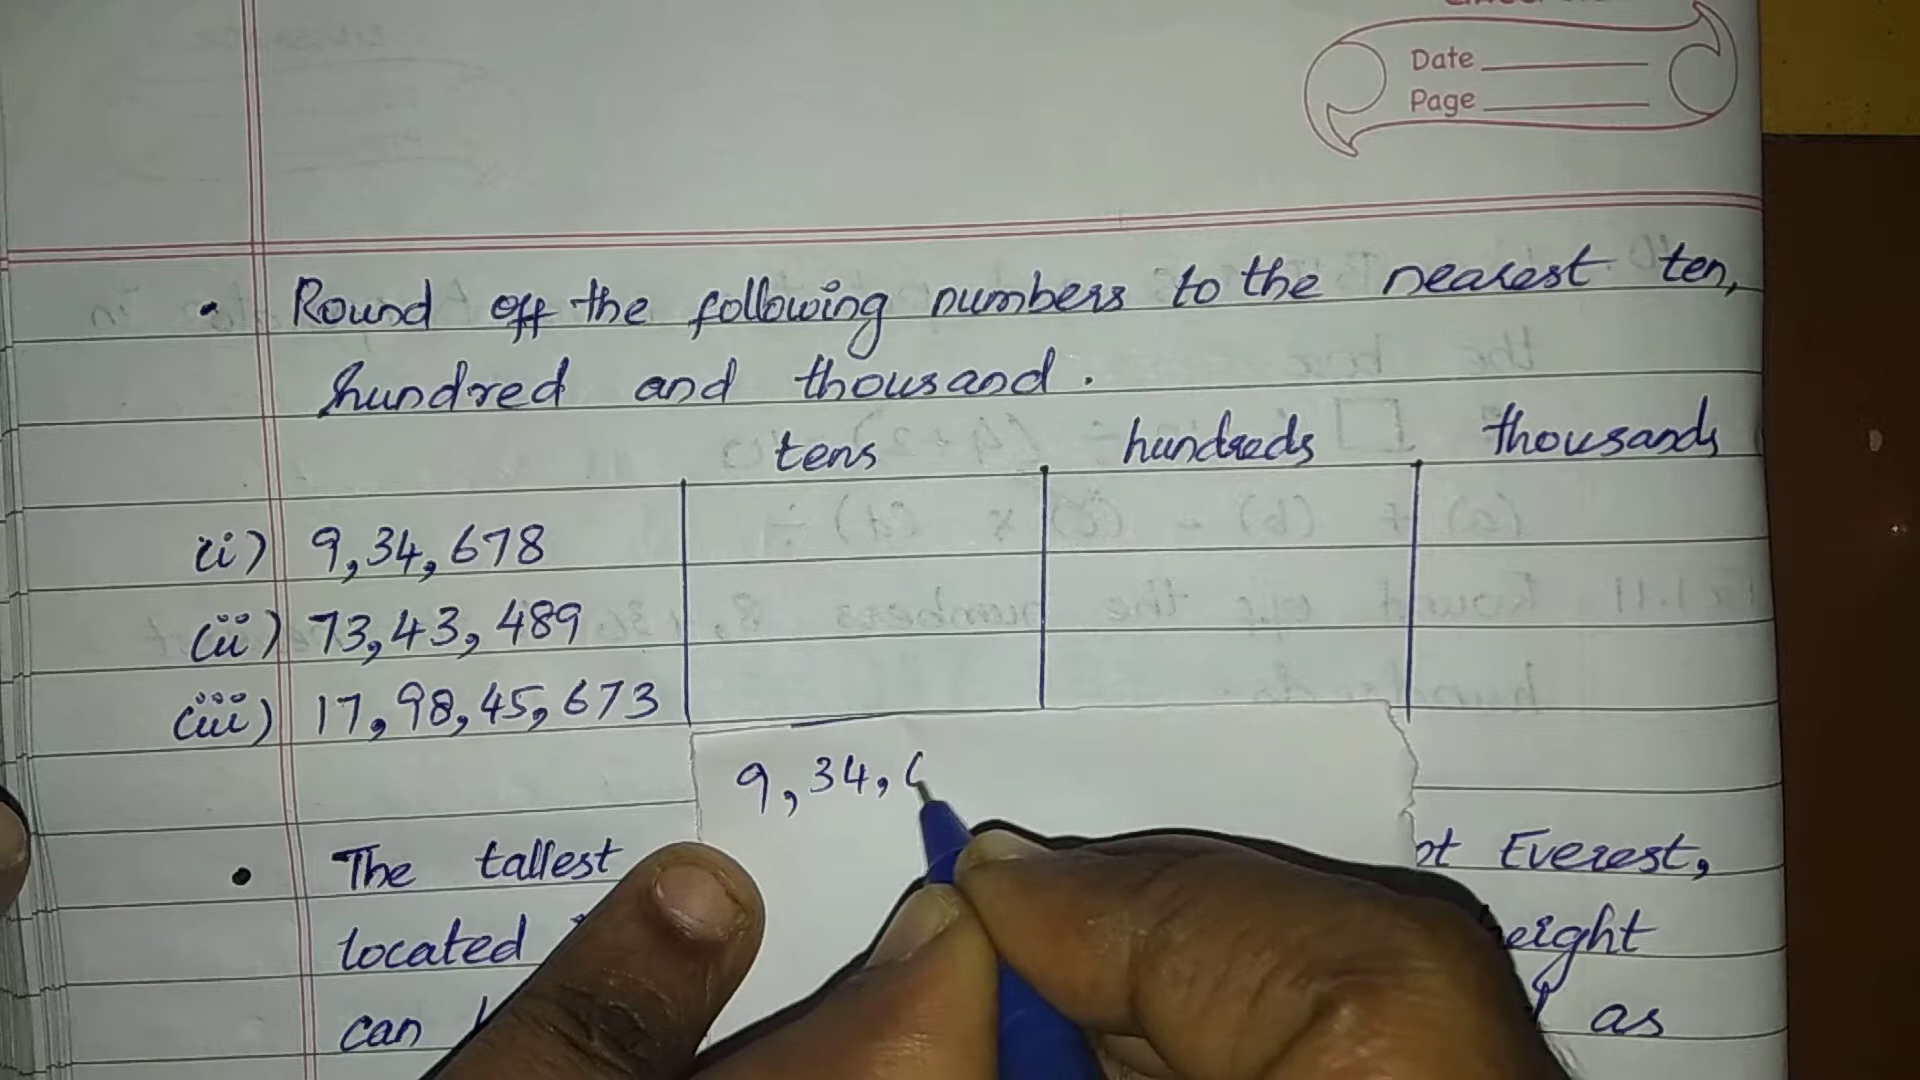 Date
Page
• Round off the following numbers to the nearest ten,
hundred and thousand.
tens hundreds thousands
(i) 9,34,678
(ii) 73,43,489
(iii) 17,98,45,673
9,34,
• The tallest Everest,
located
can as